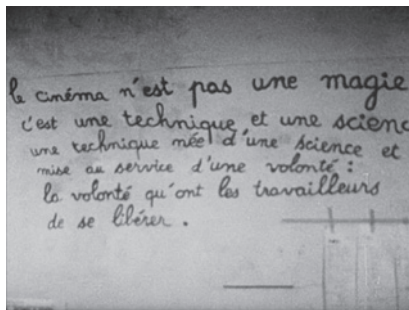 le cinéma n'est pas une magie
c'est une technique et une scienc
une technique née d'une science et
mise au service d'une volonté :
la volonté qu'ont les travailleurs
de se libérer .